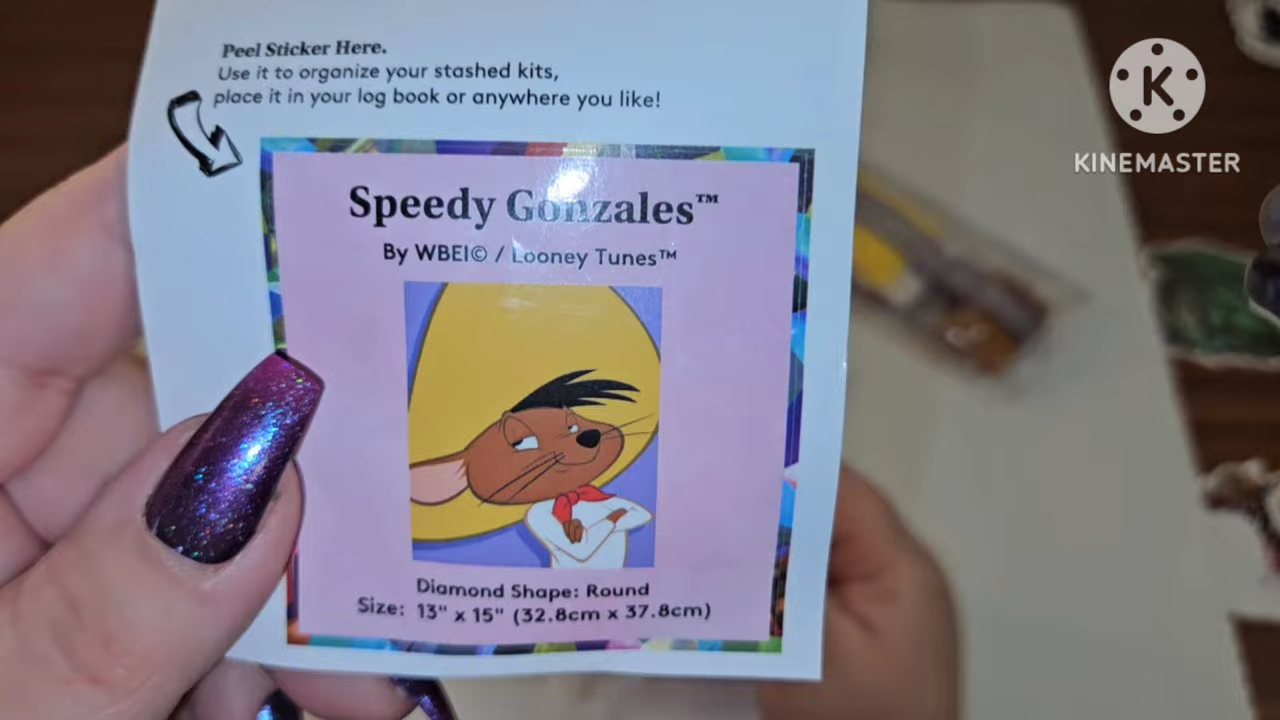 Peel Sticker Here.
Use it to organize your stashed kits,
place it in your log book or anywhere you like!
Speedy Gonzales™
By WBEI© / Looney Tunes™
Diamond Shape: Round
Size: 13" x 15" (32.8cm x 37.8cm)
K
KINEMASTER